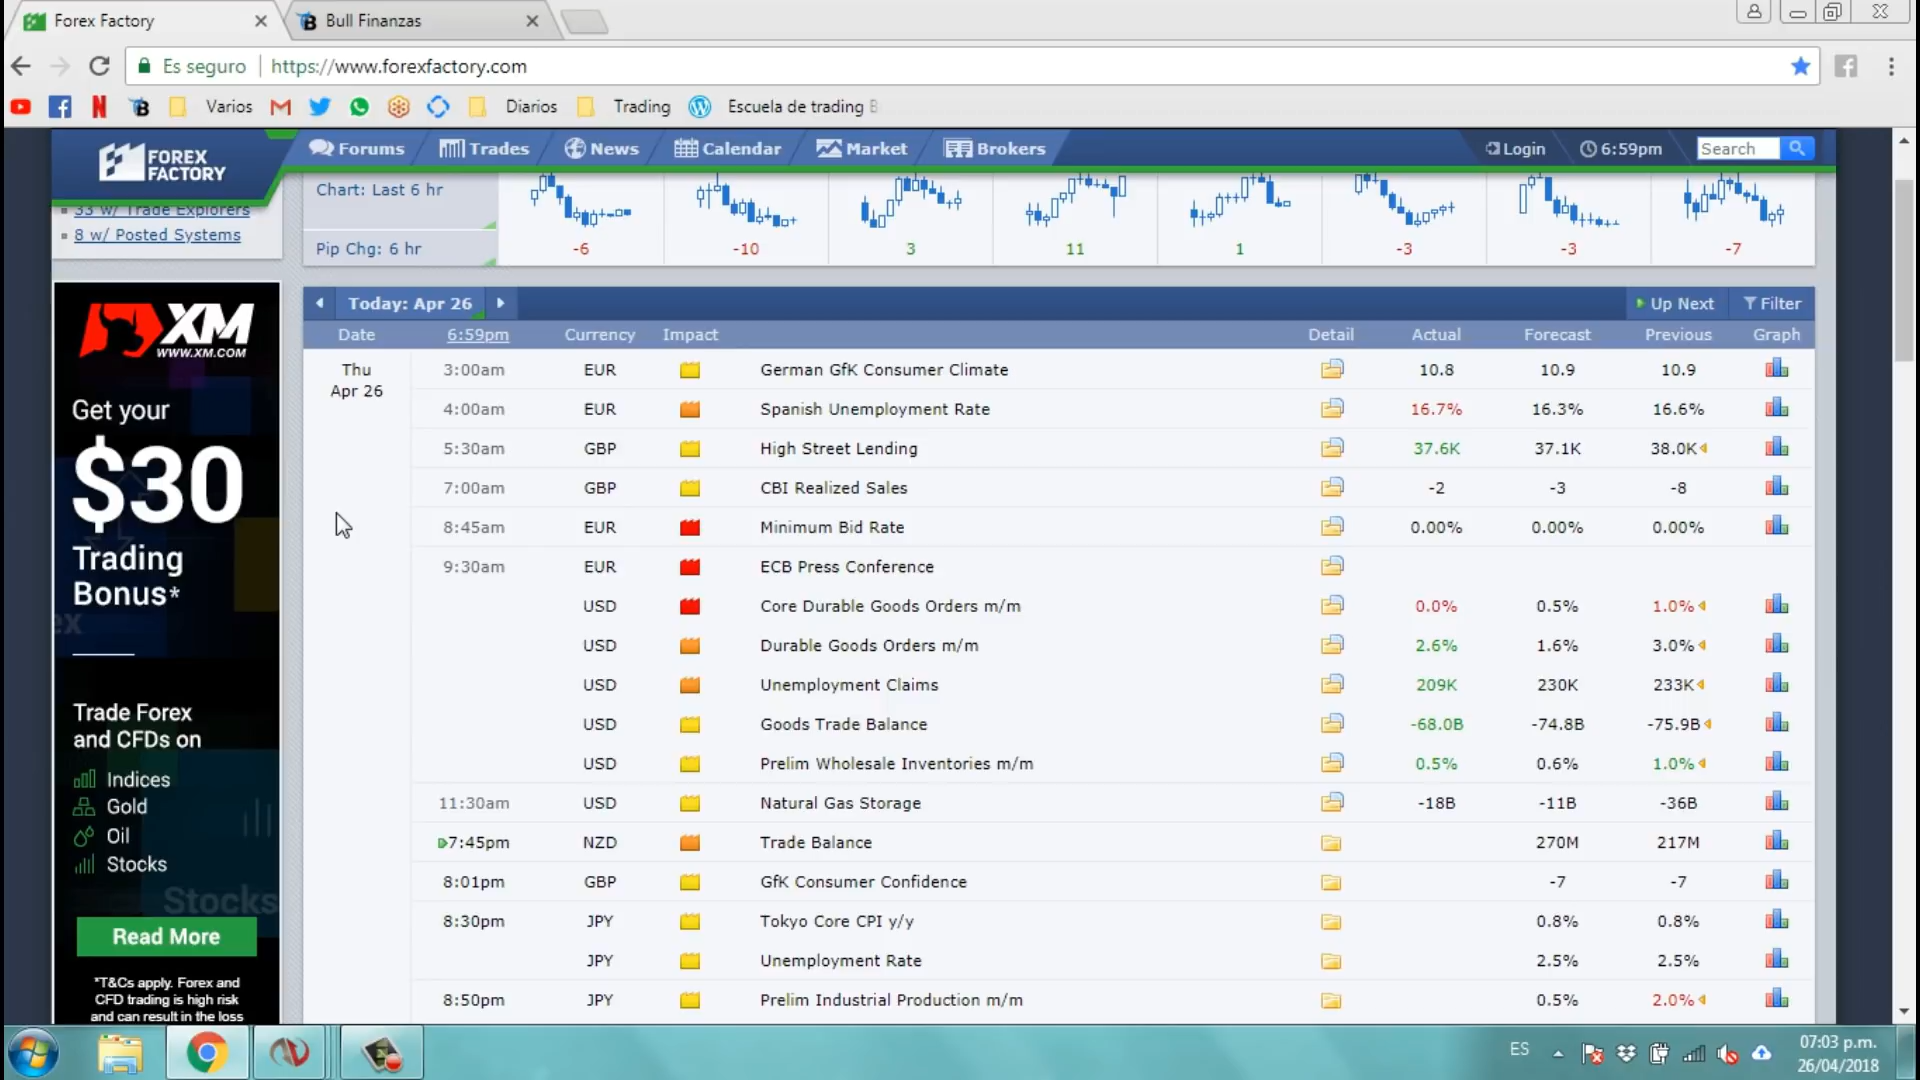 Forex Factory
Bull Finanzas
Es seguro https://www.forexfactory.com
Varios Diarios Trading Escuela de trading
FOREX FACTORY Forums Trades News Calendar Market Brokers Login 6:59pm Search
33 w/ Trade Explorers
8 w/ Posted Systems
Chart: Last 6 hr
Pip Chg: 6 hr -6 -10 3 11 1 -3 -3 -7
Today: Apr 26 Up Next Filter
Date 6:59pm Currency Impact Detail Actual Forecast Previous Graph
Thu Apr 26 3:00am EUR German GfK Consumer Climate 10.8 10.9 10.9
4:00am EUR Spanish Unemployment Rate 16.7% 16.3% 16.6%
5:30am GBP High Street Lending 37.6K 37.1K 38.0K
7:00am GBP CBI Realized Sales -2 -3 -8
8:45am EUR Minimum Bid Rate 0.00% 0.00% 0.00%
9:30am EUR ECB Press Conference
USD Core Durable Goods Orders m/m 0.0% 0.5% 1.0%
USD Durable Goods Orders m/m 2.6% 1.6% 3.0%
USD Unemployment Claims 209K 230K 233K
USD Goods Trade Balance -68.0B -74.8B -75.9B
USD Prelim Wholesale Inventories m/m 0.5% 0.6% 1.0%
11:30am USD Natural Gas Storage -18B -11B -36B
7:45pm NZD Trade Balance 270M 217M
8:01pm GBP GfK Consumer Confidence -7 -7
8:30pm JPY Tokyo Core CPI y/y 0.8% 0.8%
JPY Unemployment Rate 2.5% 2.5%
8:50pm JPY Prelim Industrial Production m/m 0.5% 2.0%
XM
WWW.XM.COM
Get your
$30
Trading
Bonus*
Trade Forex
and CFDs on
Indices
Gold
Oil
Stocks
Stocks
Read More
*T&Cs apply. Forex and
CFD trading is high risk
and can result in the loss
ES
07:03 p.m.
26/04/2018